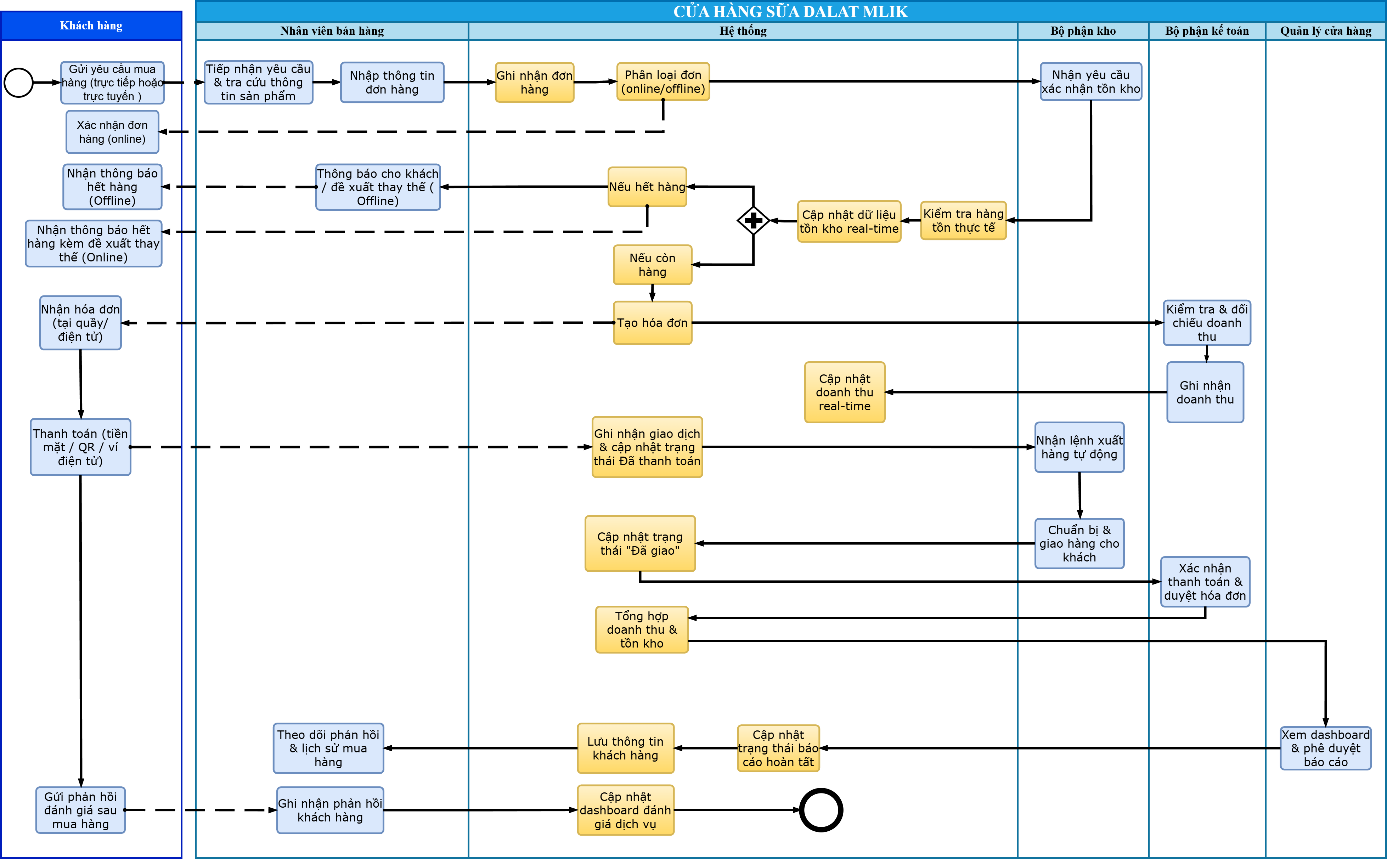 CỬA HÀNG SỮA DALAT MLIK
Khách hàng
Nhân viên bán hàng
Hệ thống
Bộ phận kho
Bộ phận kế toán
Quản lý cửa hàng
Gửi yêu cầu mua
hàng (trực tiếp hoặc
trực tuyến )
Tiếp nhận yêu cầu
& tra cứu thông
tin sản phẩm
Nhập thông tin
đơn hàng
Ghi nhận đơn
hàng
Phân loại đơn
(online/offline)
Nhận yêu cầu
xác nhận tồn kho
Xác nhận đơn
hàng (online)
Nhận thông báo
hết hàng
(Offline)
Thông báo cho khách
/ đề xuất thay thế (
Offline)
Nếu hết hàng
Cập nhật dữ liệu
tồn kho real-time
Kiểm tra hàng
tồn thực tế
Nhận thông báo hết
hàng kèm đề xuất thay
thế (Online)
Nếu còn
hàng
Nhận hóa đơn
(tại quầy/
điện tử)
Tạo hóa đơn
Kiểm tra & đối
chiếu doanh
thu
Cập nhật
doanh thu
real-time
Ghi nhận
doanh thu
Thanh toán (tiền
mặt / QR / ví
điện tử)
Ghi nhận giao dịch
& cập nhật trạng
thái Đã thanh toán
Nhận lệnh xuất
hàng tự động
Cập nhật trạng
thái "Đã giao"
Chuẩn bị &
giao hàng cho
khách
Xác nhận
thanh toán &
duyệt hóa đơn
Tổng hợp
doanh thu &
tồn kho
Theo dõi phản hồi
& lịch sử mua
hàng
Lưu thông tin
khách hàng
Cập nhật
trạng thái báo
cáo hoàn tất
Xem dashboard
& phê duyệt
báo cáo
Gửi phản hồi
đánh giá sau
mua hàng
Ghi nhận phản hồi
khách hàng
Cập nhật
dashboard đánh
giá dịch vụ